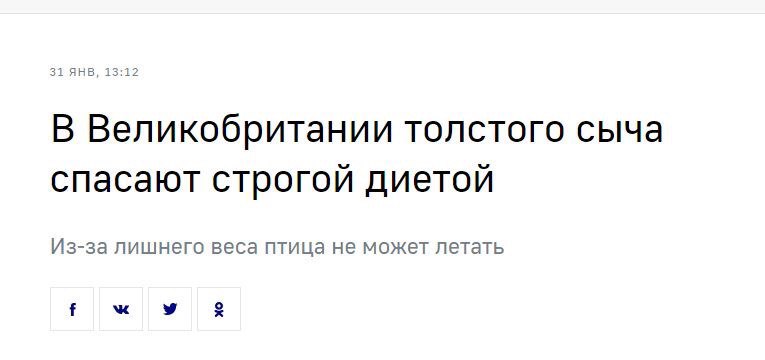 31 ЯНВ, 13:12
В Великобритании толстого сыча
спасают строгой диетой
Из-за лишнего веса птица не может летать